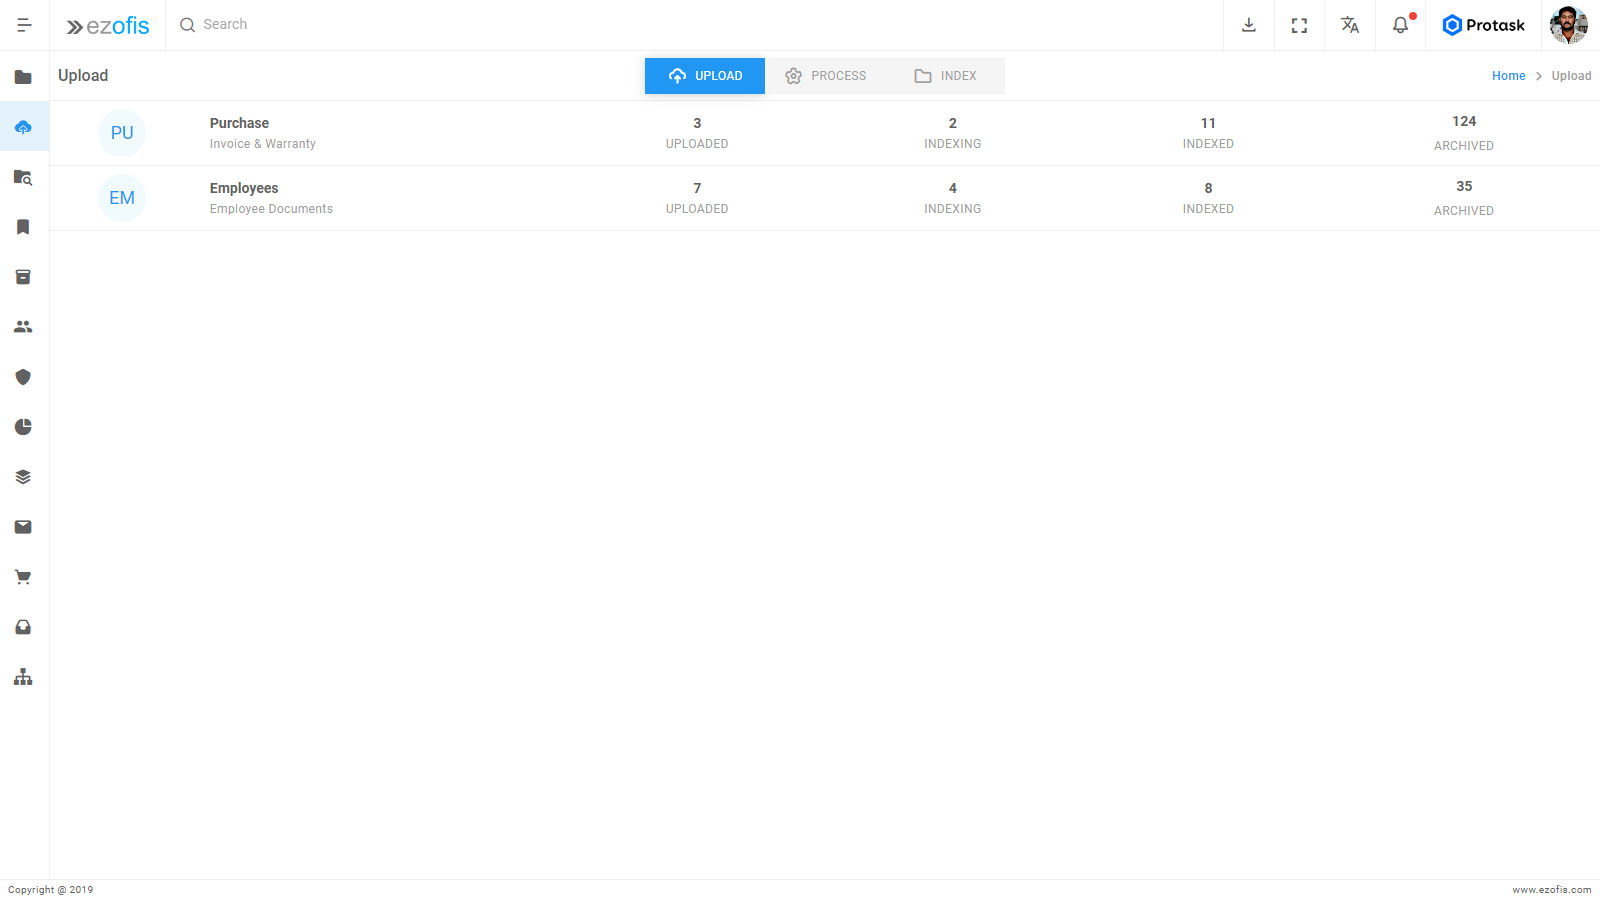 ezofis
Search
Protask
Upload
UPLOAD
PROCESS
INDEX
Home > Upload
PU
Purchase
Invoice & Warranty
3
UPLOADED
2
INDEXING
11
INDEXED
124
ARCHIVED
EM
Employees
Employee Documents
7
UPLOADED
4
INDEXING
8
INDEXED
35
ARCHIVED
Copyright @ 2019
www.ezofis.com